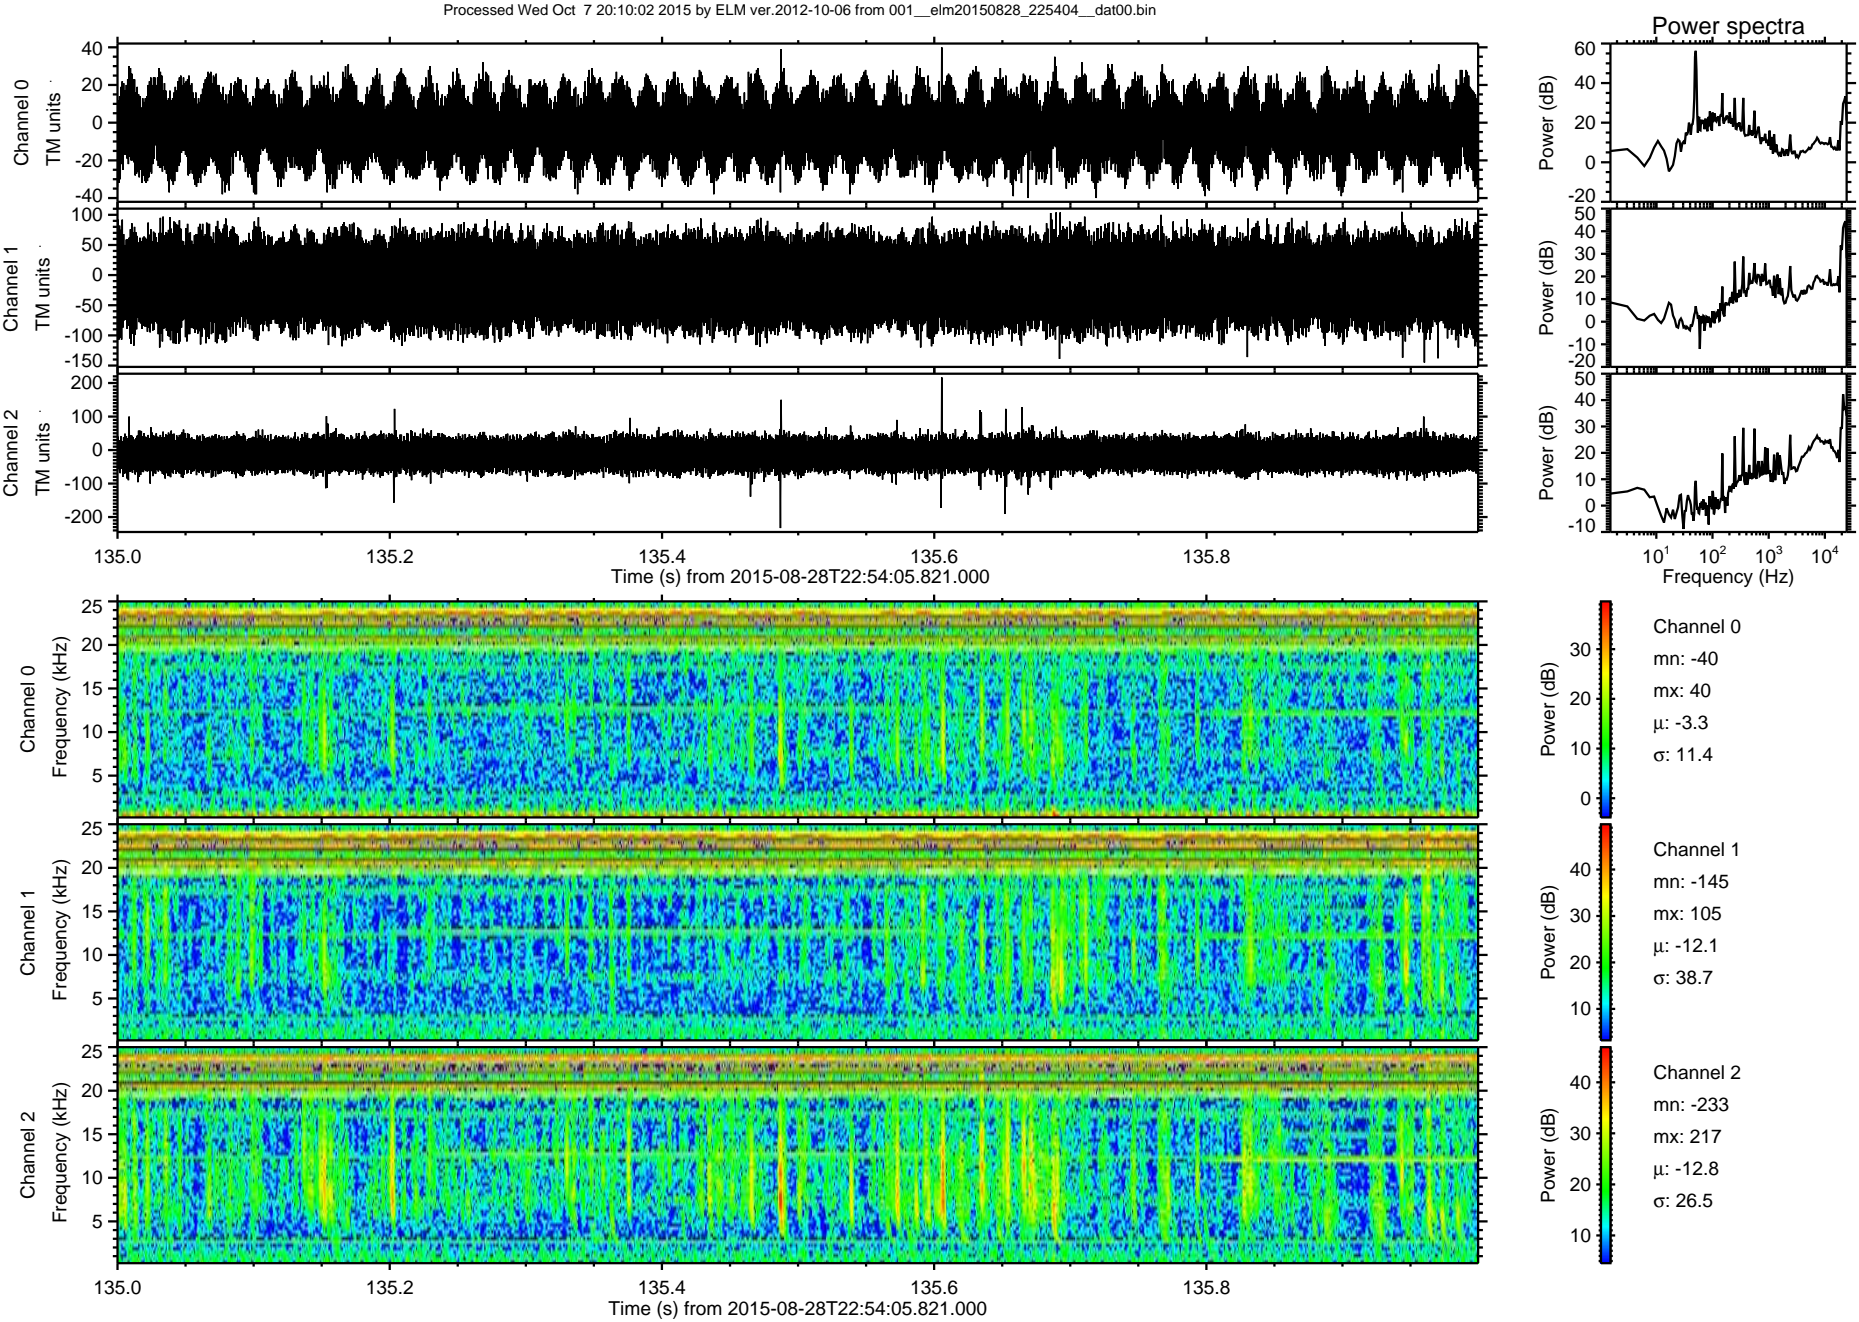 Processed Wed Oct  7 20:10:02 2015 by ELM ver.2012-10-06 from 001__elm20150828_225404__dat00.bin
Power spectra
Channel 0
TM units
40
20
0
-20
-40
Power (dB)
60
40
20
0
-20
Channel 1
TM units
100
50
0
-50
-100
-150
Power (dB)
50
40
30
20
10
0
-10
-20
Channel 2
TM units
200
100
0
-100
-200
Power (dB)
50
40
30
20
10
0
-10
135.0 135.2 135.4 135.6 135.8
Time (s) from 2015-08-28T22:54:05.821.000
10¹ 10² 10³ 10⁴
Frequency (Hz)
Channel 0
Frequency (kHz)
25
20
15
10
5
Power (dB)
30
20
10
0
Channel 0
mn: -40
mx: 40
μ: -3.3
σ: 11.4
Channel 1
Frequency (kHz)
25
20
15
10
5
Power (dB)
40
30
20
10
Channel 1
mn: -145
mx: 105
μ: -12.1
σ: 38.7
Channel 2
Frequency (kHz)
25
20
15
10
5
Power (dB)
40
30
20
10
Channel 2
mn: -233
mx: 217
μ: -12.8
σ: 26.5
135.0 135.2 135.4 135.6 135.8
Time (s) from 2015-08-28T22:54:05.821.000